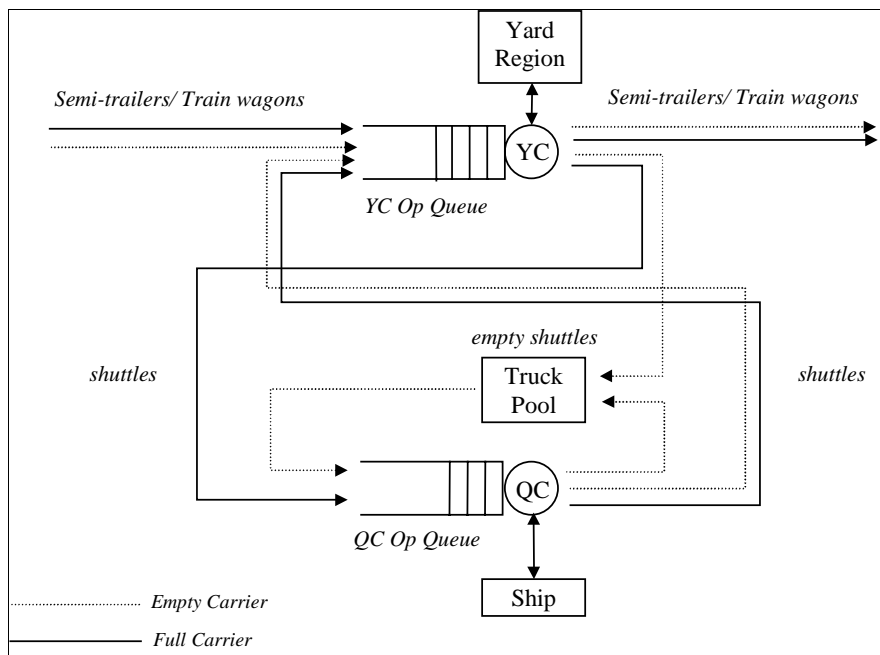 Yard
Region
Semi-trailers/ Train wagons
Semi-trailers/ Train wagons
YC
YC Op Queue
empty shuttles
shuttles
Truck
Pool
shuttles
QC
QC Op Queue
Ship
Empty Carrier
Full Carrier